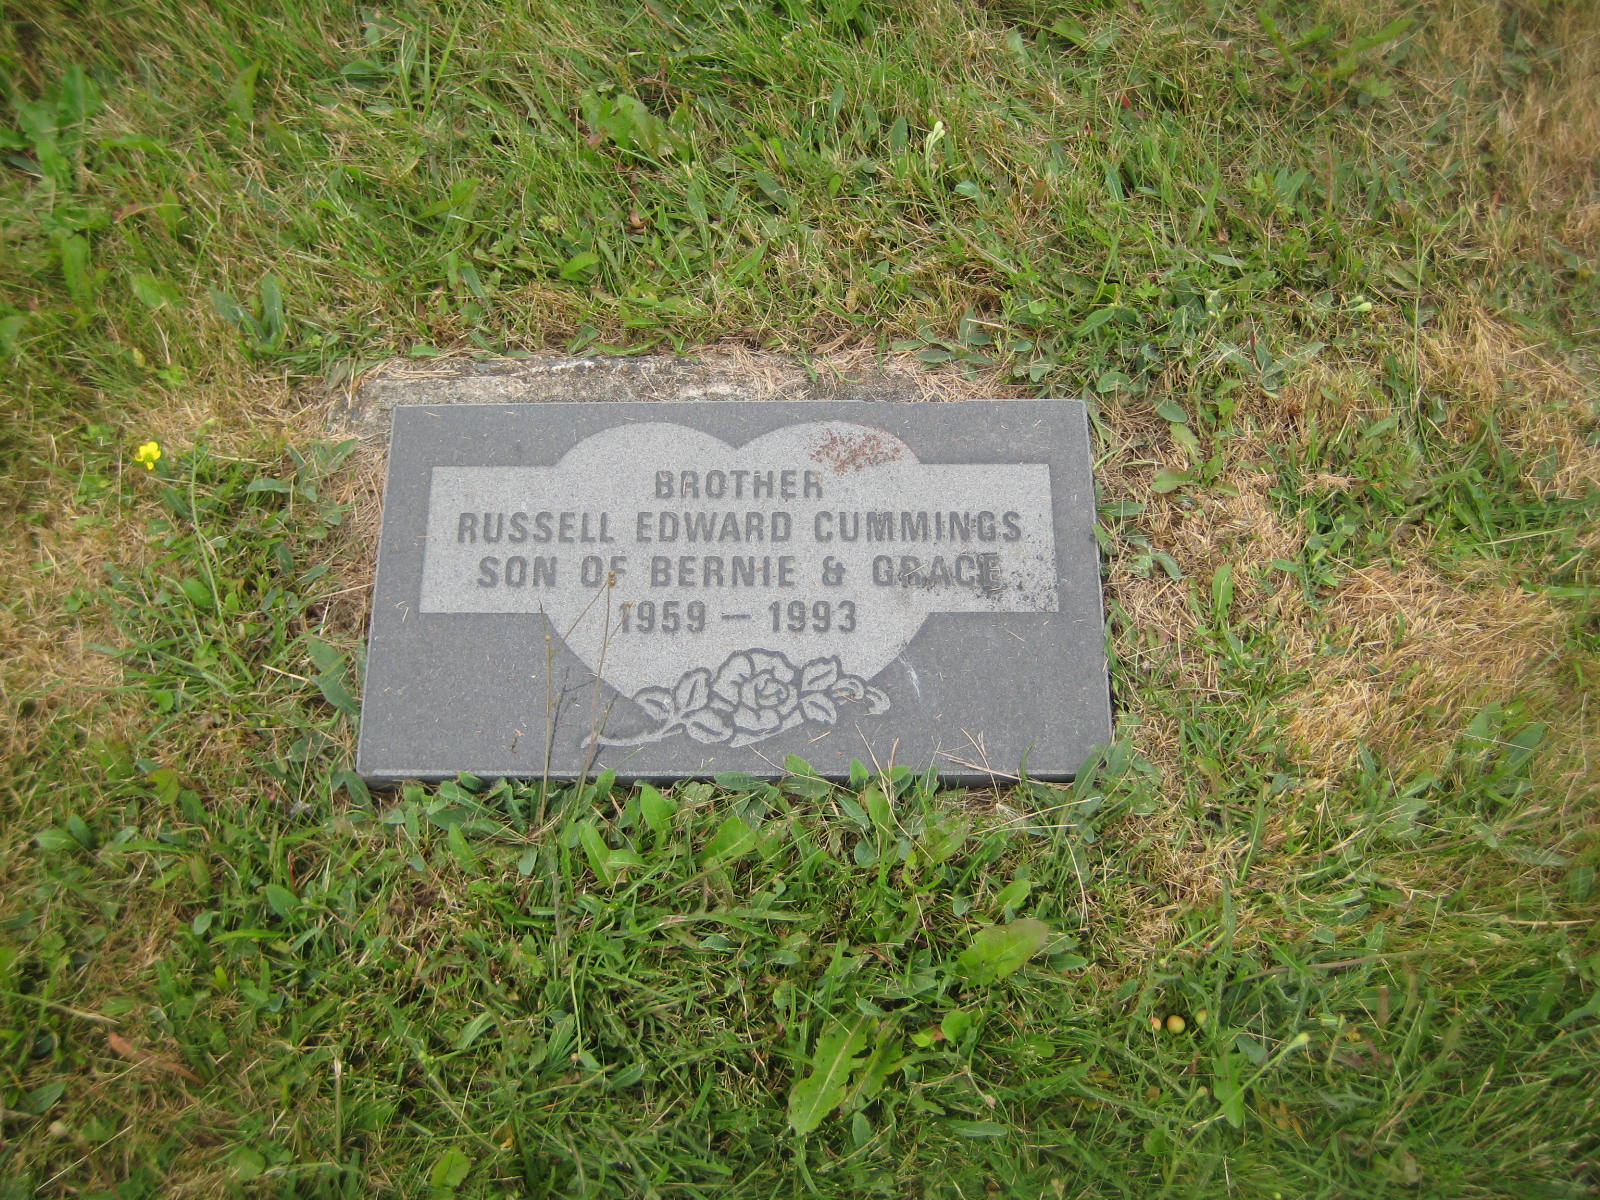 BROTHER
RUSSELL EDWARD CUMMINGS
SON OF BERNIE & GRACE
1959 – 1993